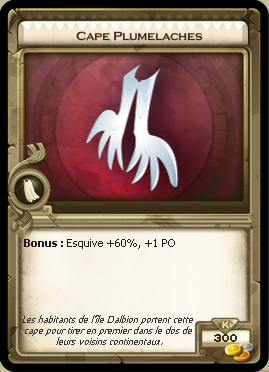 Cape Plumelaches
Bonus : Esquive +60%, +1 PO
Les habitants de l'Île Dalbion portent cette
cape pour tirer en premier dans le dos de
leurs voisins continentaux.
K
300